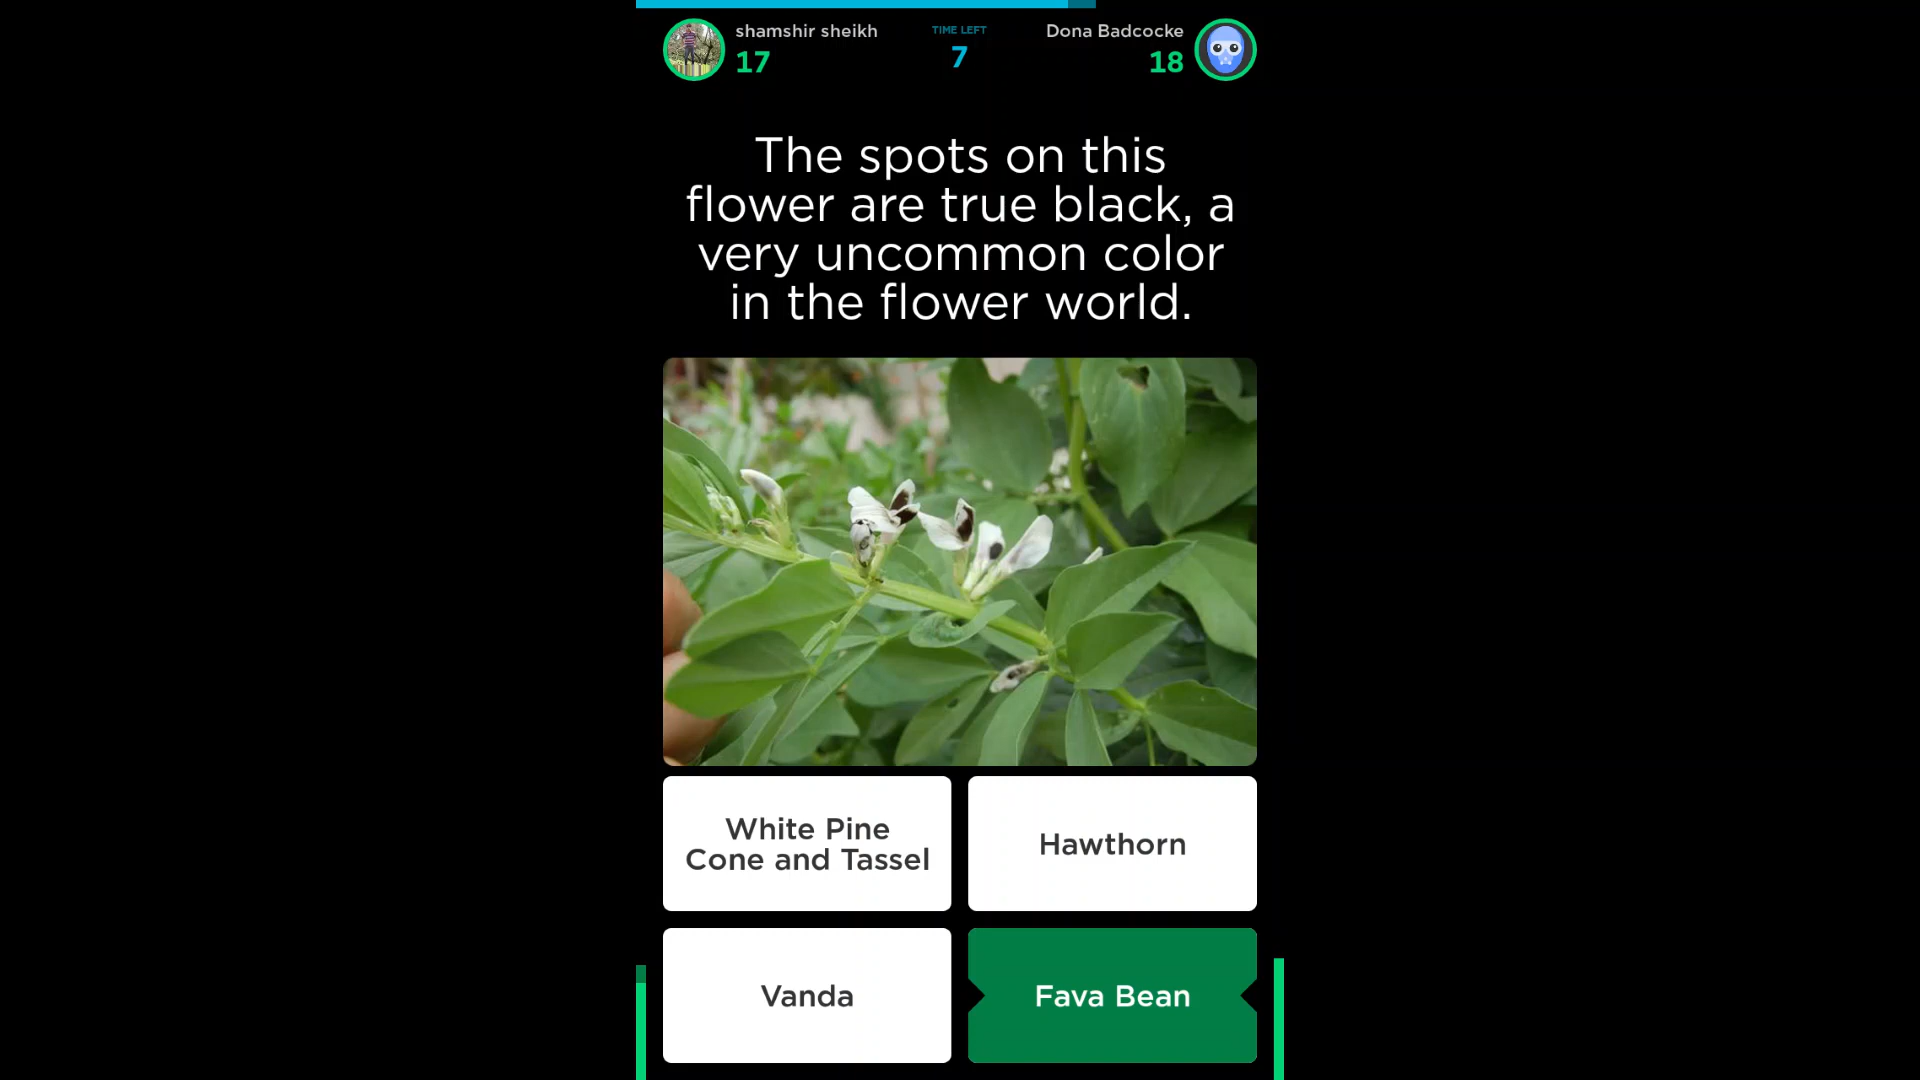 shamshir sheikh
17
TIME LEFT
7
Dona Badcocke
18
The spots on this
flower are true black, a
very uncommon color
in the flower world.
White Pine
Cone and Tassel
Hawthorn
Vanda
Fava Bean